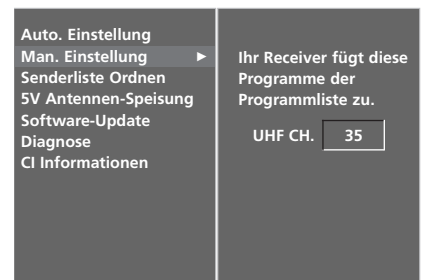 Auto. Einstellung
Man. Einstellung ►
Senderliste Ordnen
5V Antennen-Speisung
Software-Update
Diagnose
CI Informationen
Ihr Receiver fügt diese
Programme der
Programmliste zu.
UHF CH. 35